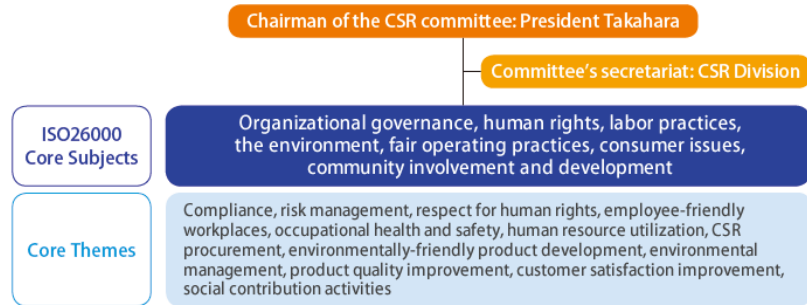 Chairman of the CSR committee: President Takahara
Committee's secretariat: CSR Division
ISO26000
Core Subjects
Organizational governance, human rights, labor practices,
the environment, fair operating practices, consumer issues,
community involvement and development
Core Themes
Compliance, risk management, respect for human rights, employee-friendly
workplaces, occupational health and safety, human resource utilization, CSR
procurement, environmentally-friendly product development, environmental
management, product quality improvement, customer satisfaction improvement,
social contribution activities